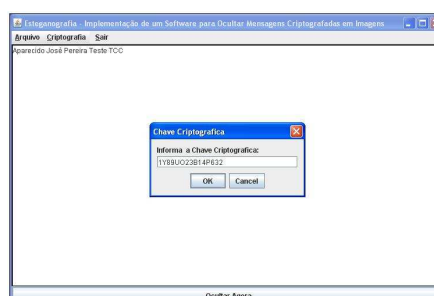 Esteganografia - Implementação de um Software para Ocultar Mensagens Criptografadas em Imagens
Arquivo Criptografia Sair
Aparecido José Pereira Teste TCC
Chave Criptografica
Informa a Chave Criptografica:
1Y89UO23B14P632
OK Cancel
Ocultar Agora